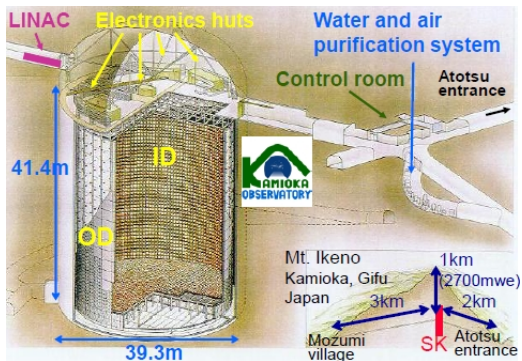 LINAC
Electronics huts
Water and air
purification system
Control room
Atotsu
entrance
41.4m
ID
KAMIOKA
OBSERVATORY
OD
39.3m
Mt. Ikeno
Kamioka, Gifu
Japan
1km
(2700mwe)
3km
2km
SK
Mozumi
village
Atotsu
entrance